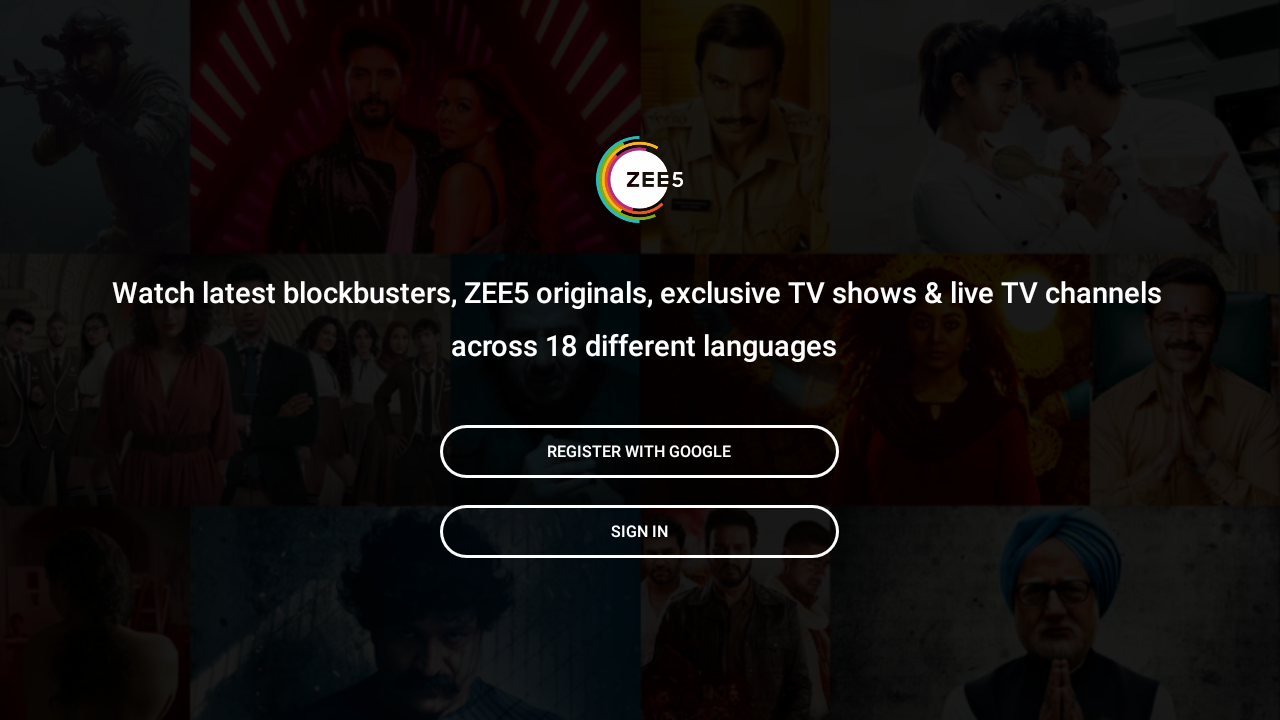 ZEE5
Watch latest blockbusters, ZEE5 originals, exclusive TV shows & live TV channels
across 18 different languages
REGISTER WITH GOOGLE
SIGN IN